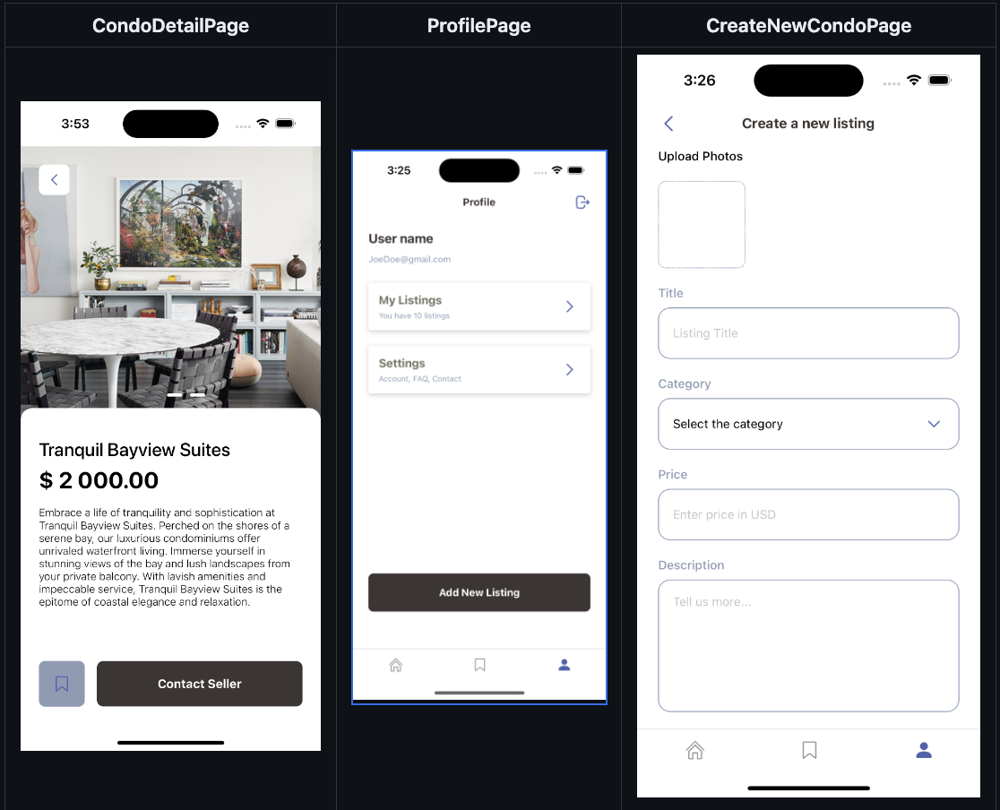 CondoDetailPage
ProfilePage
CreateNewCondoPage
3:53
Tranquil Bayview Suites
$ 2 000.00
Embrace a life of tranquility and sophistication at
Tranquil Bayview Suites. Perched on the shores of a
serene bay, our luxurious condominiums offer
unrivaled waterfront living. Immerse yourself in
stunning views of the bay and lush landscapes from
your private balcony. With lavish amenities and
impeccable service, Tranquil Bayview Suites is the
epitome of coastal elegance and relaxation.
Contact Seller
3:25
Profile
User name
JoeDoe@gmail.com
My Listings
You have 10 listings
Settings
Account, FAQ, Contact
Add New Listing
3:26
Create a new listing
Upload Photos
Title
Listing Title
Category
Select the category
Price
Enter price in USD
Description
Tell us more...